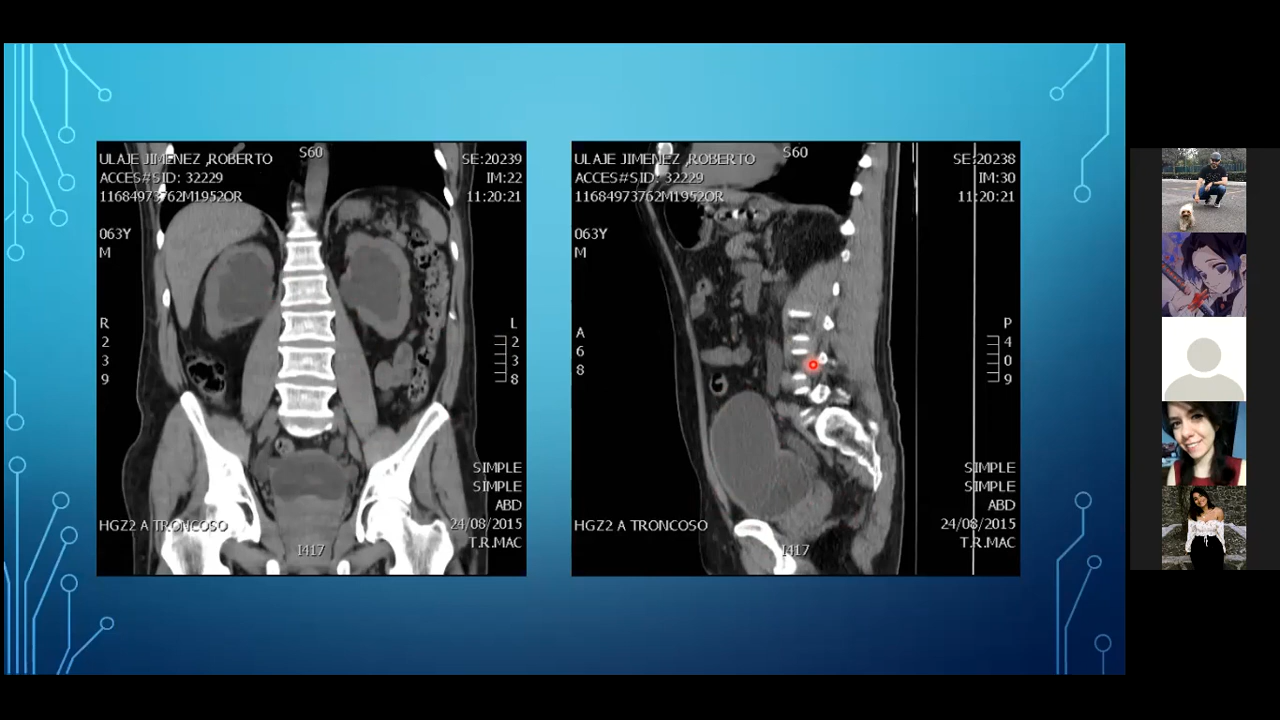 S60
ULAJE JIMENEZ ,ROBERTO
SE:20239
ACCES#SID: 32229
IM:22
11684973762M1952OR
11:20:21
063Y
M
R
2
3
9
L
2
3
8
SIMPLE
SIMPLE
ABD
HGZ2 A TRONCOSO
24/08/2015
T.R.MAC
I417
S60
ULAJE JIMENEZ ,ROBERTO
SE:20238
ACCES#SID: 32229
IM:30
11684973762M1952OR
11:20:21
063Y
M
A
6
8
P
4
0
9
SIMPLE
SIMPLE
ABD
HGZ2 A TRONCOSO
24/08/2015
T.R.MAC
I417